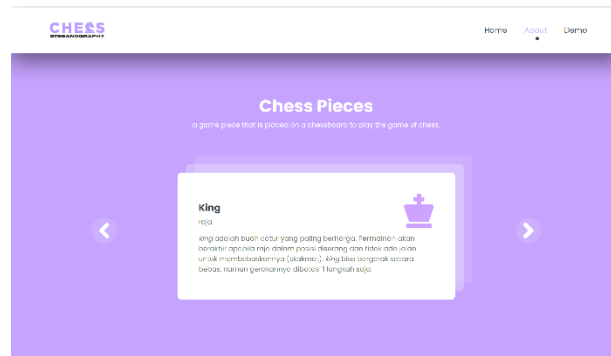 CHESS
STEGANOGRAPHY
Home About Demo
Chess Pieces
a game piece that is placed on a chessboard to play the game of chess.
King
raja
king adalah buah catur yang paling berharga. Permainan akan
berakhir apabila raja dalam posisi diserang dan tidak ada jalan
untuk membebaskannya (skakmat). king bisa bergerak secara
bebas, namun gerakannya dibatasi 1 langkah saja.